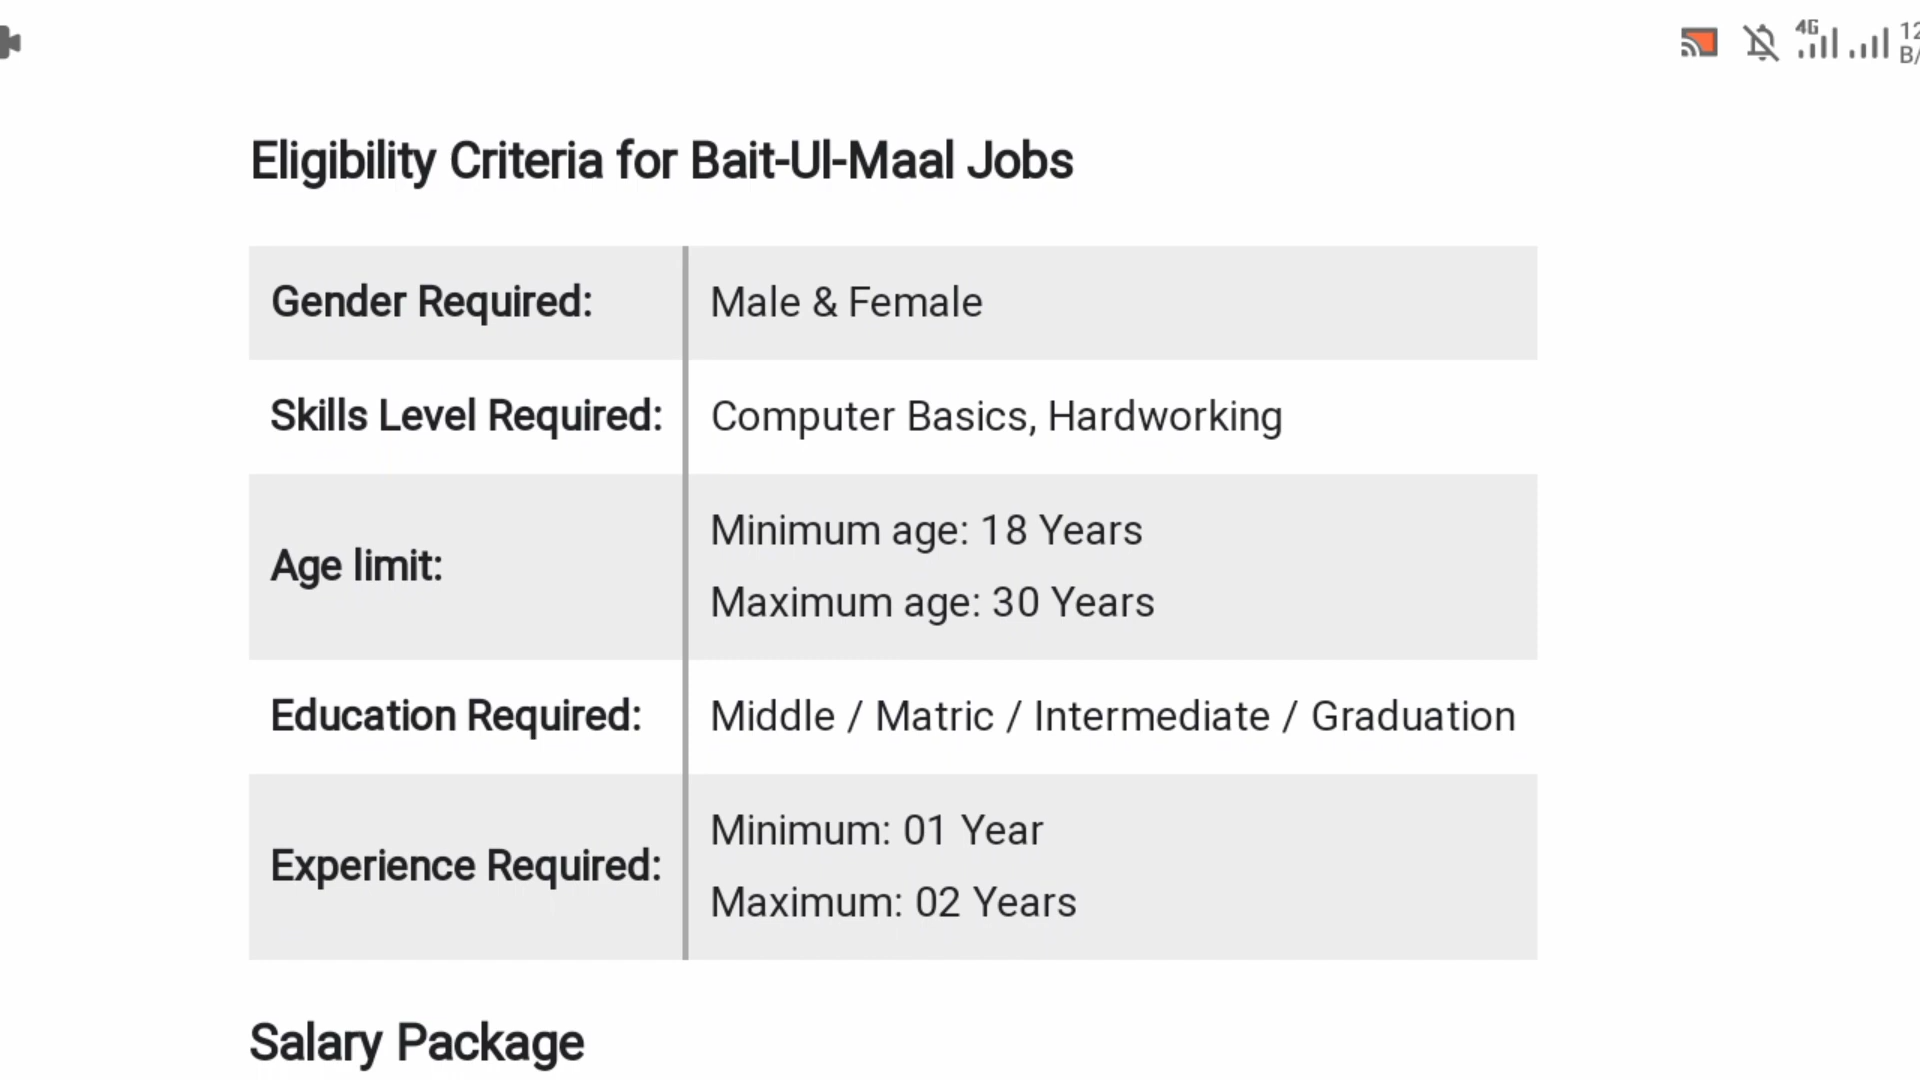 4G
12
B/
Eligibility Criteria for Bait-Ul-Maal Jobs
Gender Required: Male & Female
Skills Level Required: Computer Basics, Hardworking
Age limit: Minimum age: 18 Years
Maximum age: 30 Years
Education Required: Middle / Matric / Intermediate / Graduation
Experience Required: Minimum: 01 Year
Maximum: 02 Years
Salary Package